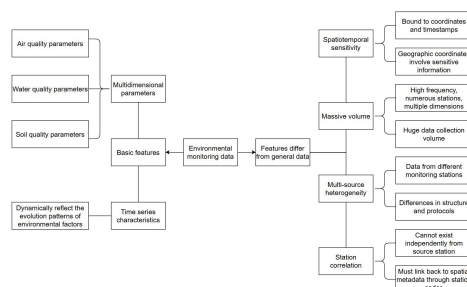 Air quality parameters
Water quality parameters
Soil quality parameters
Dynamically reflect the
evolution patterns of
environmental factors
Multidimensional
parameters
Basic features
Time series
characteristics
Environmental
monitoring data
Features differ
from general data
Spatiotemporal
sensitivity
Massive volume
Multi-source
heterogeneity
Station
correlation
Bound to coordinates
and timestamps
Geographic coordinates
involve sensitive
information
High frequency,
numerous stations,
multiple dimensions
Huge data collection
volume
Data from different
monitoring stations
Differences in structure
and protocols
Cannot exist
independently from
source station
Must link back to spatial
metadata through station